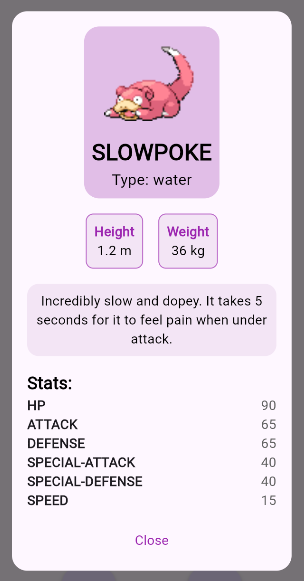 SLOWPOKE
Type: water
Height
1.2 m
Weight
36 kg
Incredibly slow and dopey. It takes 5
seconds for it to feel pain when under
attack.
Stats:
HP 90
ATTACK 65
DEFENSE 65
SPECIAL-ATTACK 40
SPECIAL-DEFENSE 40
SPEED 15
Close